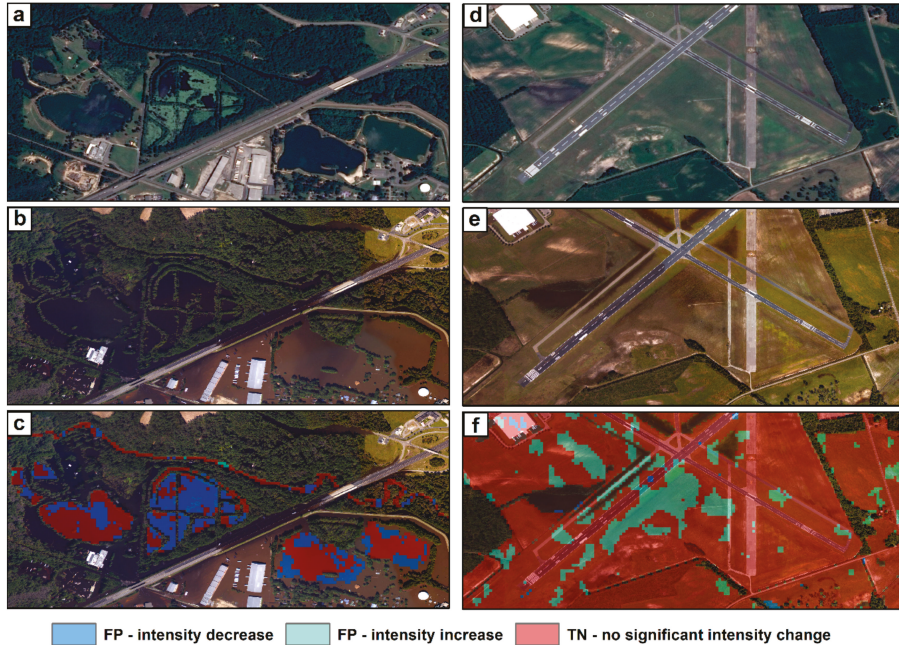 a
d
b
e
c
f
FP - intensity decrease
FP - intensity increase
TN - no significant intensity change